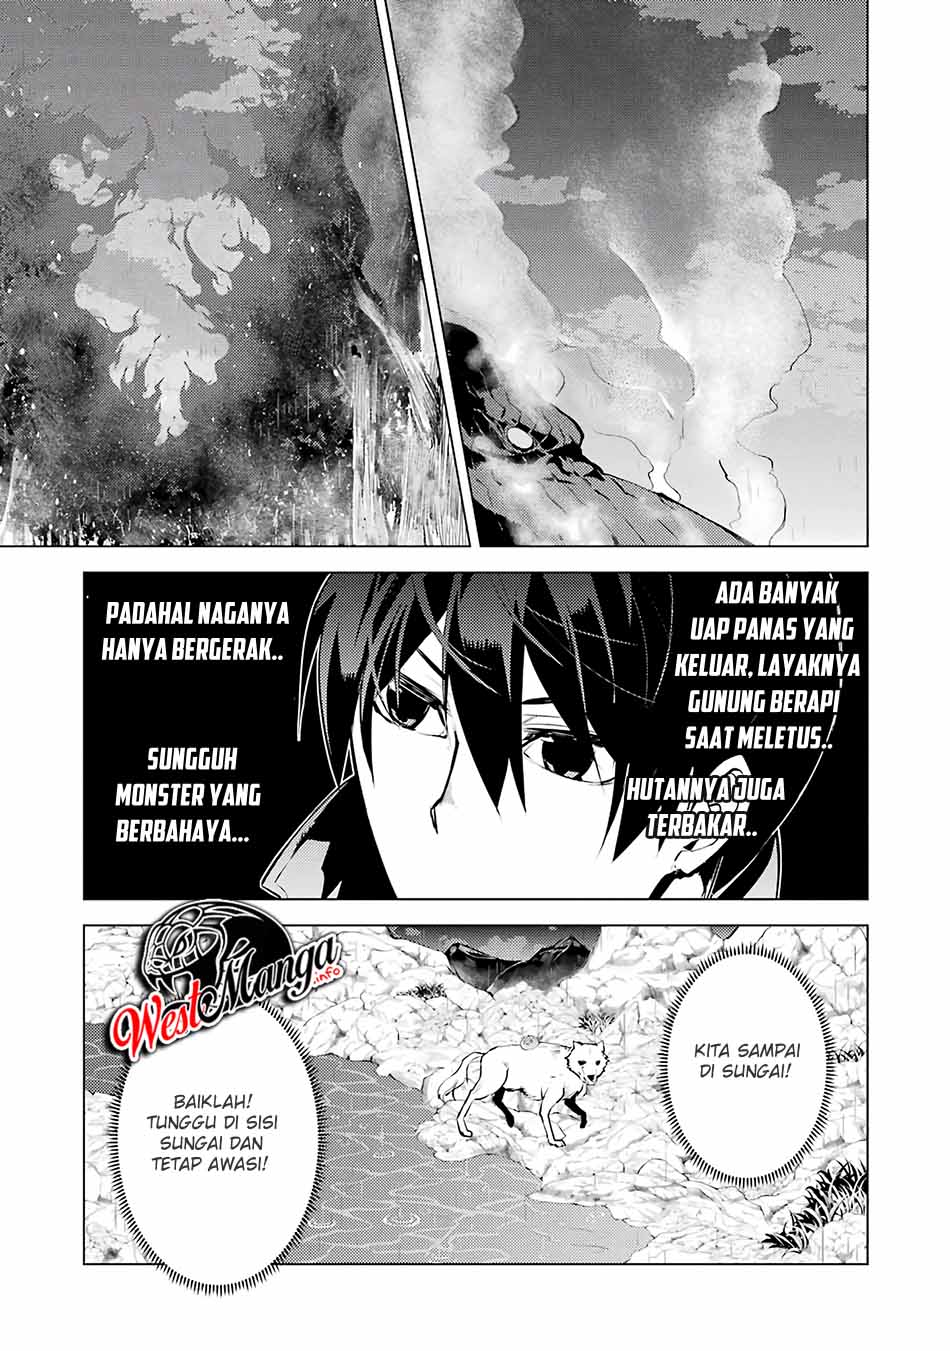 ADA BANYAK
UAP PANAS YANG
KELUAR, LAYAKNYA
GUNUNG BERAPI
SAAT MELETUS..
HUTANNYA JUGA
TERBAKAR..
PADAHAL NAGANYA
HANYA BERGERAK..
SUNGGUH
MONSTER YANG
BERBAHAYA...
KITA SAMPAI
DI SUNGAI!
WestManga
.info
BAIKLAH!
TUNGGU DI SISI
SUNGAI DAN
TETAP AWASI!